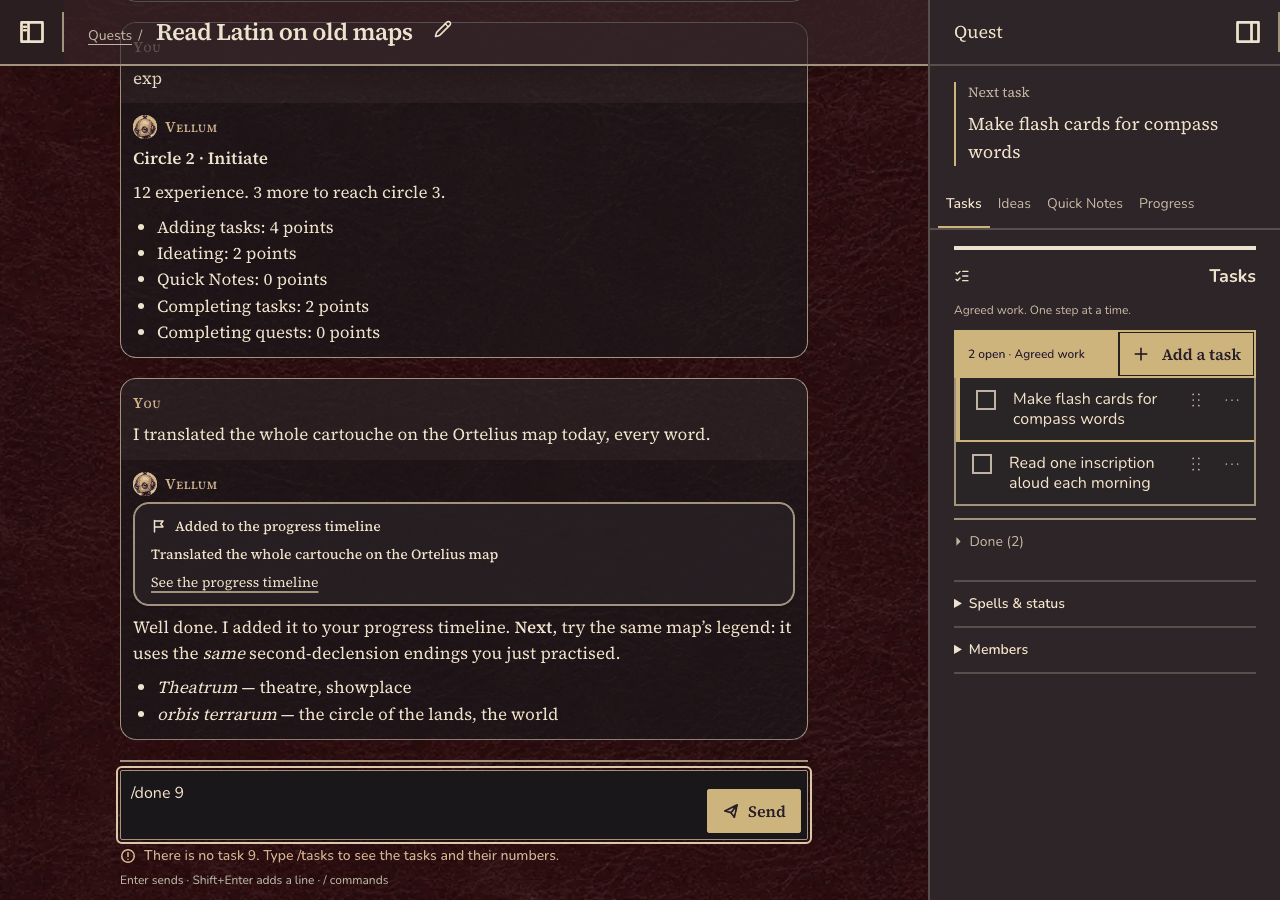 Quests / Read Latin on old maps
You
exp
Vellum
Circle 2 · Initiate
12 experience. 3 more to reach circle 3.
• Adding tasks: 4 points
• Ideating: 2 points
• Quick Notes: 0 points
• Completing tasks: 2 points
• Completing quests: 0 points
You
I translated the whole cartouche on the Ortelius map today, every word.
Vellum
Added to the progress timeline
Translated the whole cartouche on the Ortelius map
See the progress timeline
Well done. I added it to your progress timeline. Next, try the same map’s legend: it
uses the same second-declension endings you just practised.
• Theatrum — theatre, showplace
• orbis terrarum — the circle of the lands, the world
/done 9
Send
There is no task 9. Type /tasks to see the tasks and their numbers.
Enter sends · Shift+Enter adds a line · / commands
Quest
Next task
Make flash cards for compass
words
Tasks Ideas Quick Notes Progress
Tasks
Agreed work. One step at a time.
2 open · Agreed work
+ Add a task
Make flash cards for
compass words
Read one inscription
aloud each morning
Done (2)
Spells & status
Members